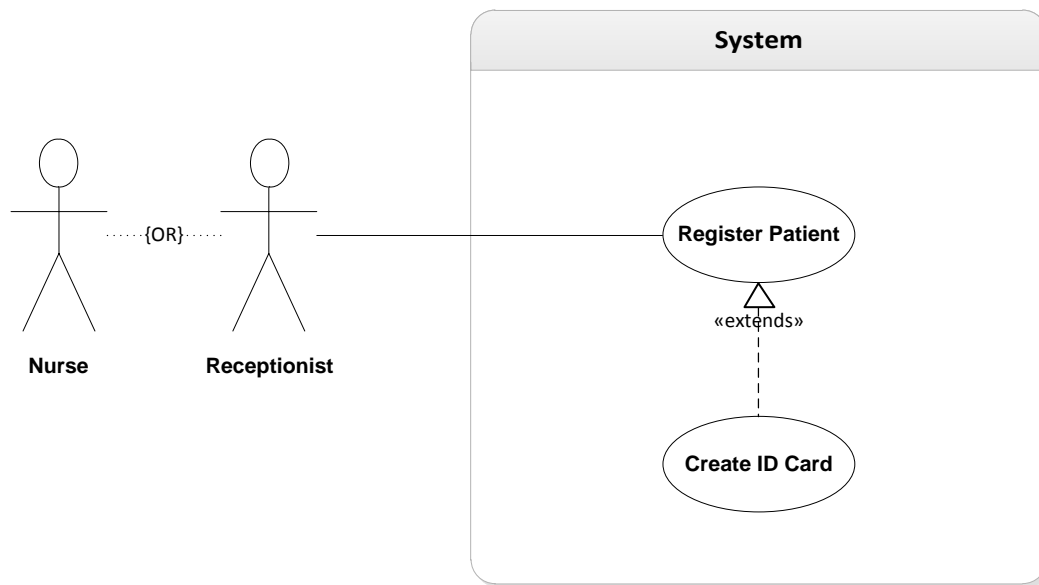 System
{OR}
Register Patient
«extends»
Nurse
Receptionist
Create ID Card